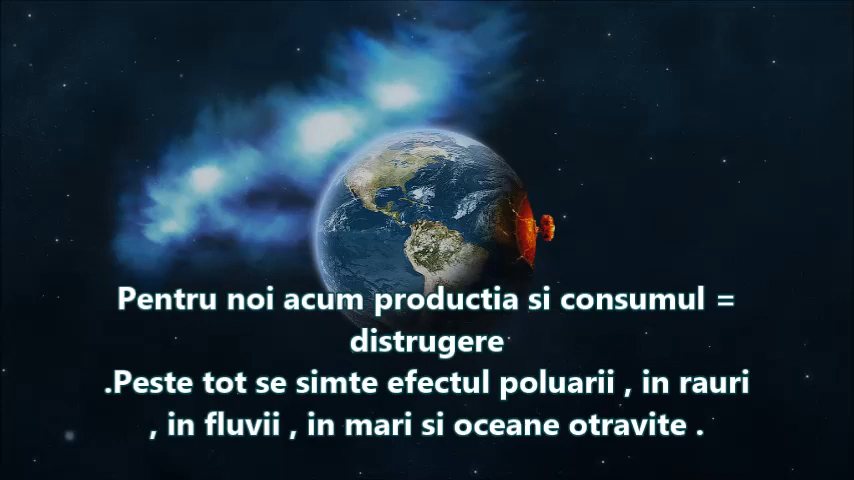 Pentru noi acum productia si consumul =
distrugere
.Peste tot se simte efectul poluarii , in rauri
, in fluvii , in mari si oceane otravite .